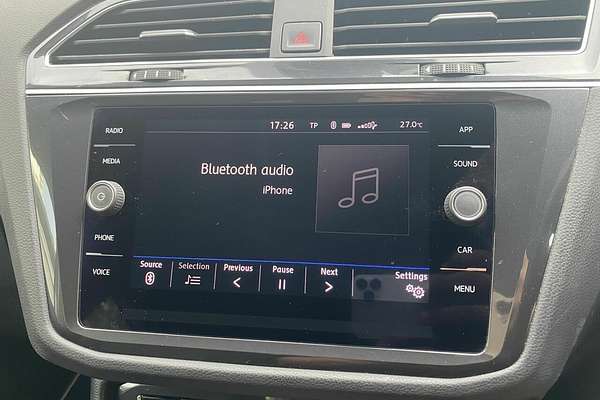 RADIO
MEDIA
PHONE
VOICE
17:26 TP 27.0°C
Bluetooth audio
iPhone
Source Selection Previous Pause Next Settings
APP
SOUND
CAR
MENU